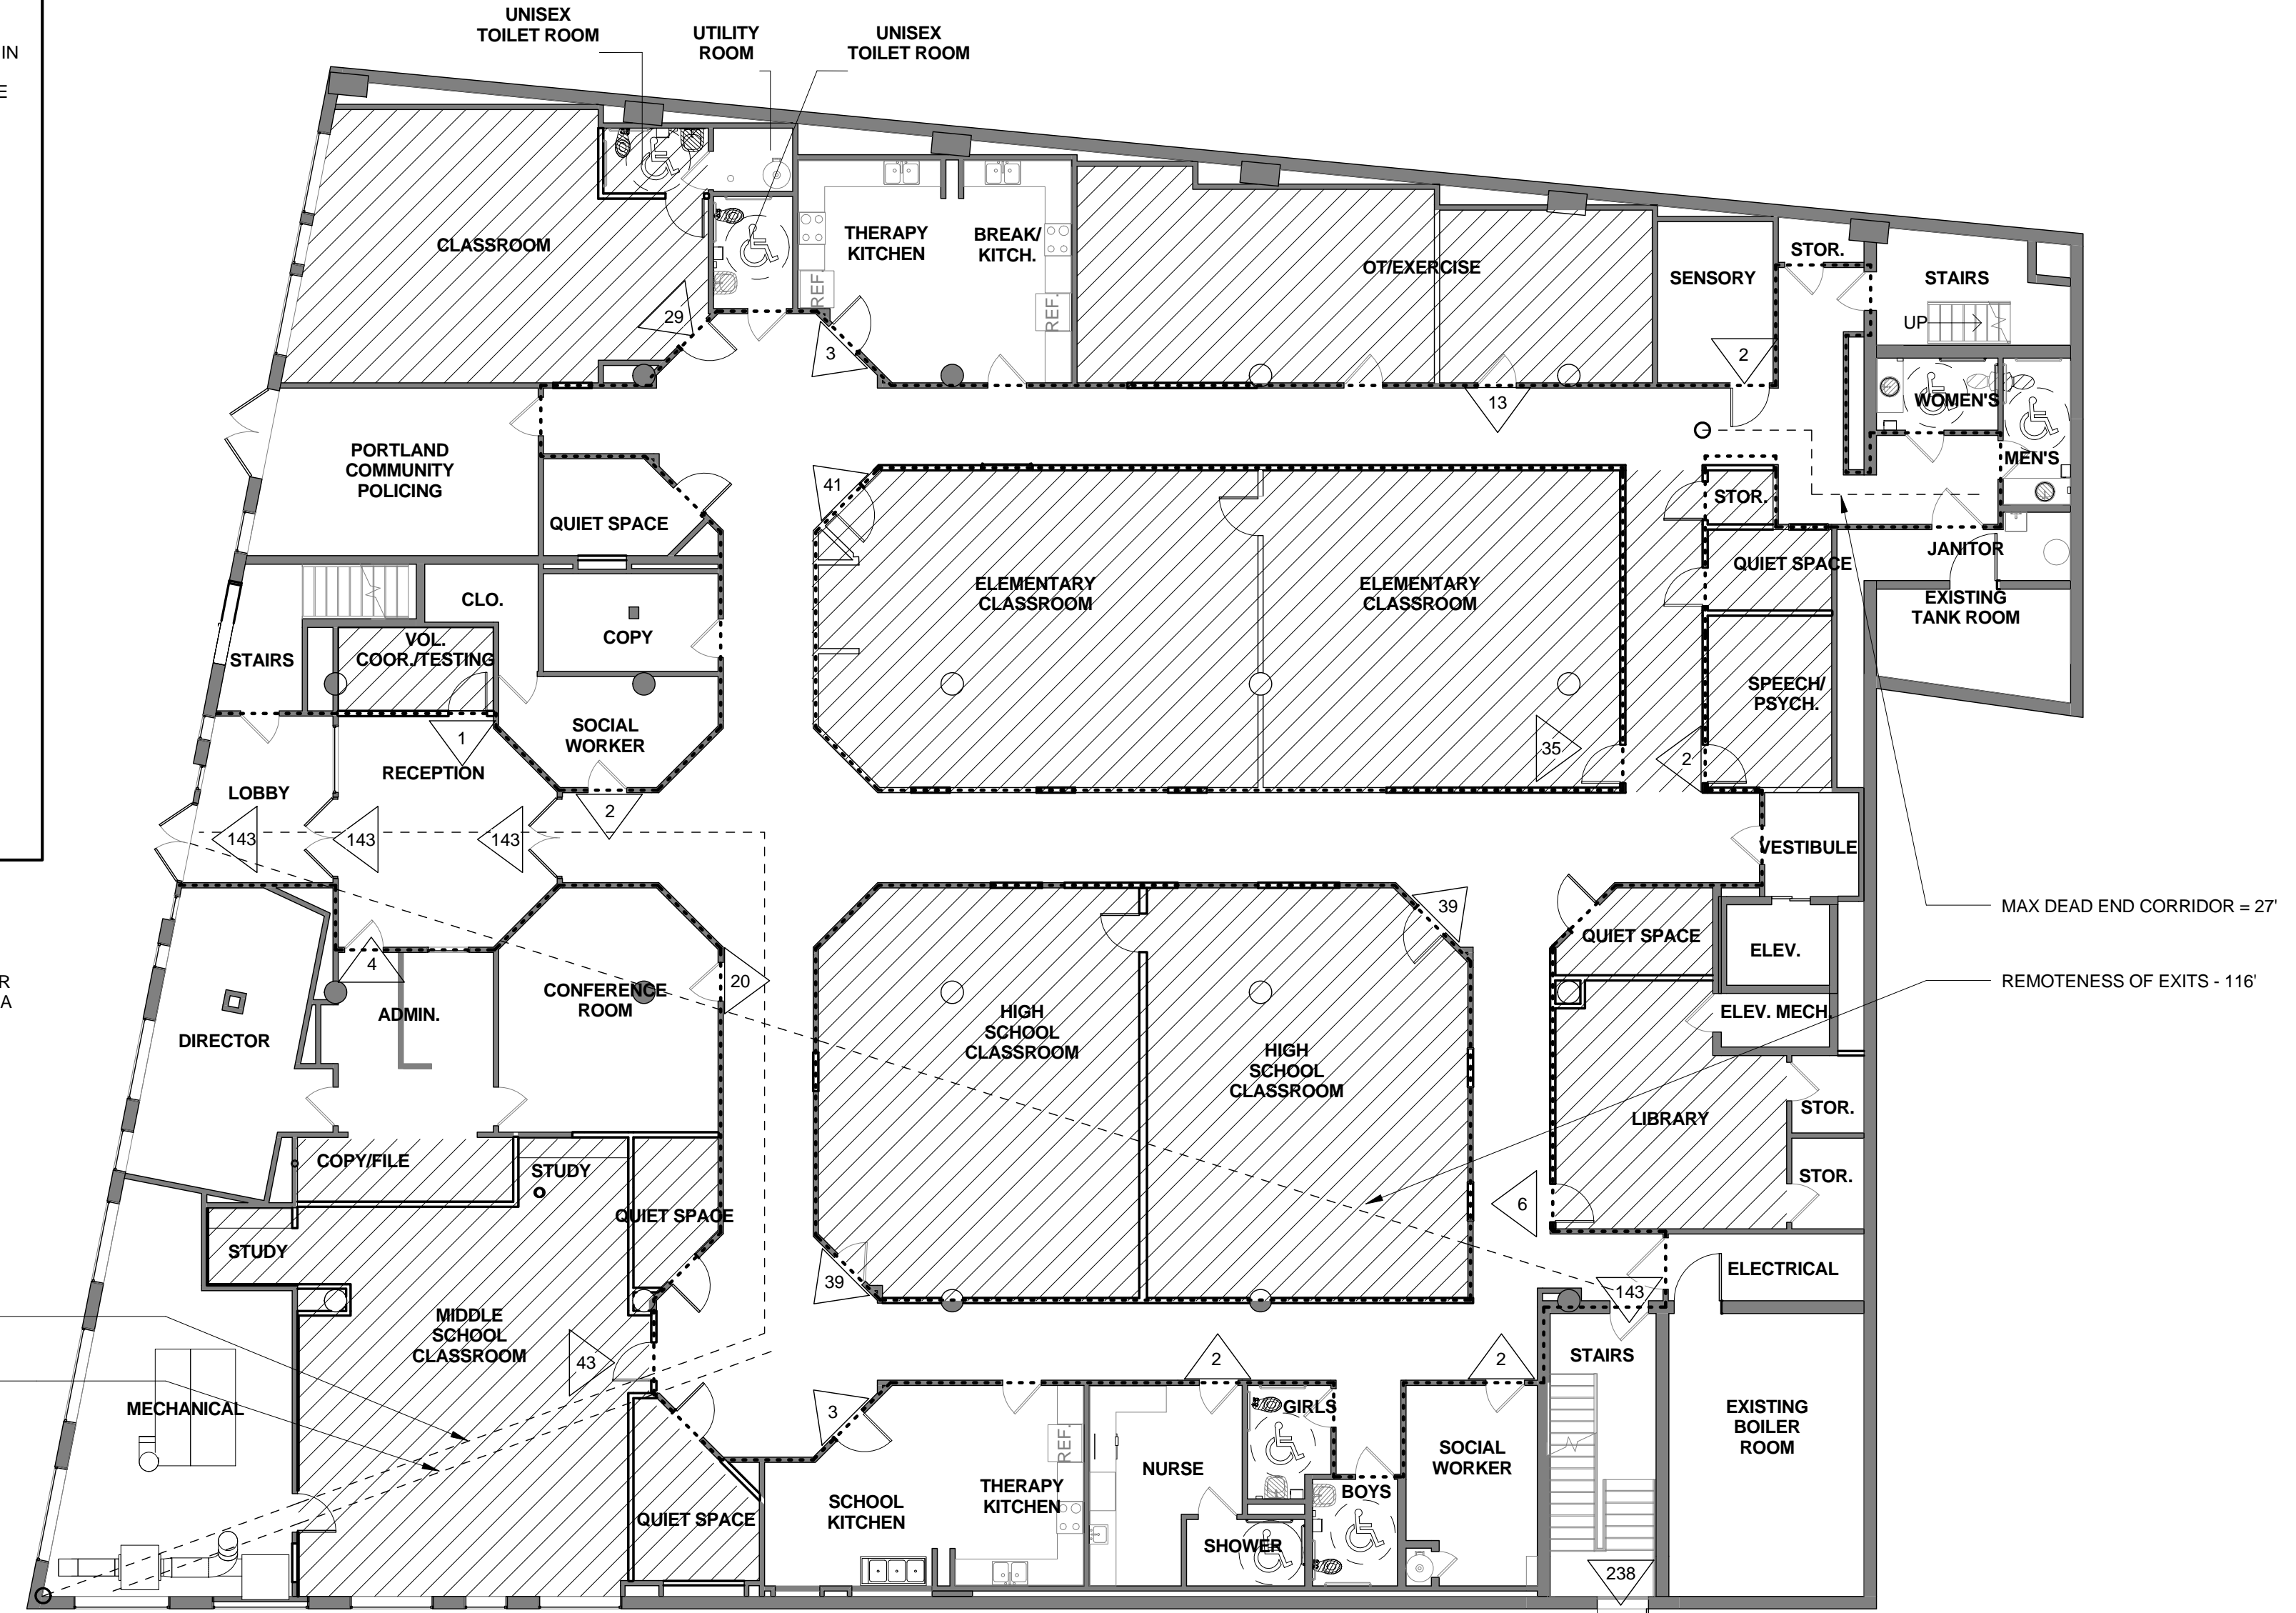 IN
E
R
A
UNISEX
TOILET ROOM
UTILITY
ROOM
UNISEX
TOILET ROOM
CLASSROOM
THERAPY
KITCHEN
BREAK/
KITCH.
REF.
REF.
OT/EXERCISE
SENSORY
STOR.
STAIRS
UP
29
3
13
2
WOMEN'S
MEN'S
PORTLAND
COMMUNITY
POLICING
QUIET SPACE
41
STOR.
QUIET SPACE
JANITOR
EXISTING
TANK ROOM
CLO.
COPY
ELEMENTARY
CLASSROOM
ELEMENTARY
CLASSROOM
VOL.
COOR./TESTING
STAIRS
SOCIAL
WORKER
SPEECH/
PSYCH.
1
RECEPTION
35
2
LOBBY
2
143
143
143
VESTIBULE
MAX DEAD END CORRIDOR = 27'
39
QUIET SPACE
ELEV.
REMOTENESS OF EXITS - 116'
4
20
CONFERENCE
ROOM
ADMIN.
DIRECTOR
HIGH
SCHOOL
CLASSROOM
HIGH
SCHOOL
CLASSROOM
ELEV. MECH.
LIBRARY
STOR.
STOR.
COPY/FILE
STUDY
QUIET SPACE
STUDY
6
39
143
ELECTRICAL
MIDDLE
SCHOOL
CLASSROOM
43
2
2
STAIRS
MECHANICAL
3
GIRLS
REF.
EXISTING
BOILER
ROOM
SCHOOL
KITCHEN
THERAPY
KITCHEN
NURSE
BOYS
SOCIAL
WORKER
QUIET SPACE
SHOWER
238